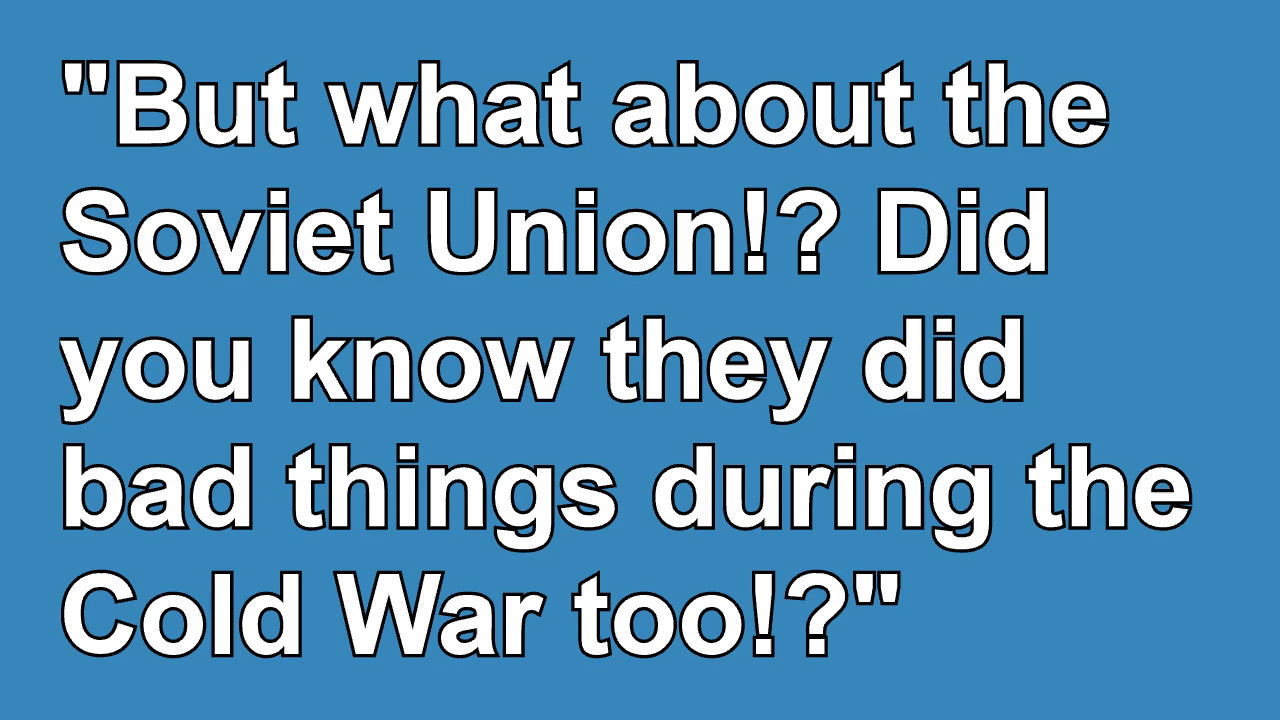 "But what about the
Soviet Union!? Did
you know they did
bad things during the
Cold War too!?"